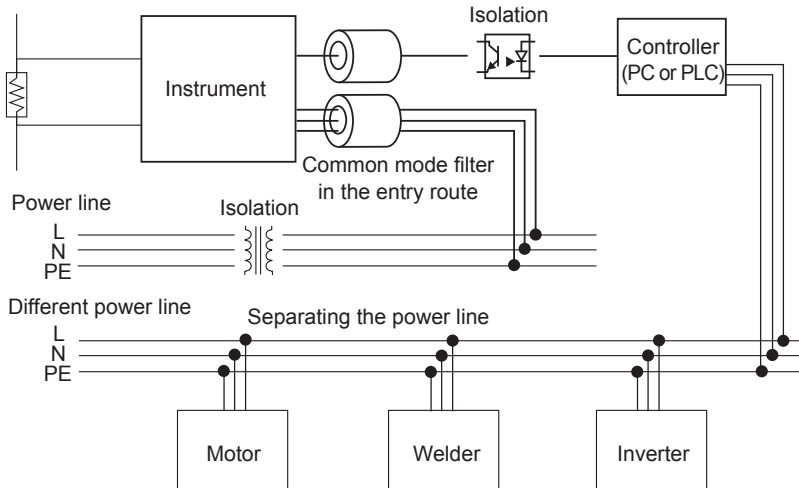 Isolation
Controller
(PC or PLC)
Instrument
Common mode filter
in the entry route
Power line
Isolation
L
N
PE
Different power line
Separating the power line
L
N
PE
Motor
Welder
Inverter